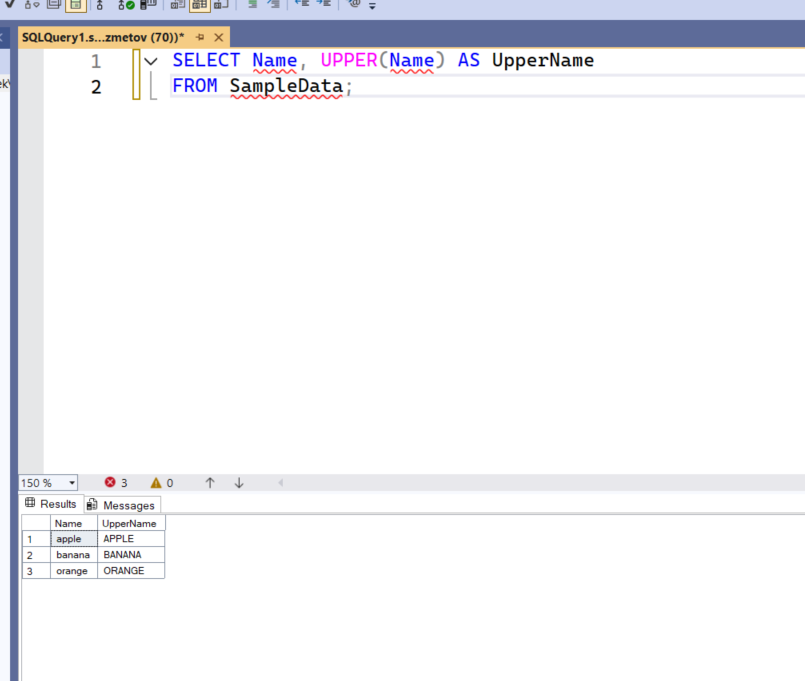 SQLQuery1.s...zmetov (70))*
1 SELECT Name, UPPER(Name) AS UpperName
2 FROM SampleData;
150 % 3 0
Results Messages
Name UpperName
1 apple APPLE
2 banana BANANA
3 orange ORANGE